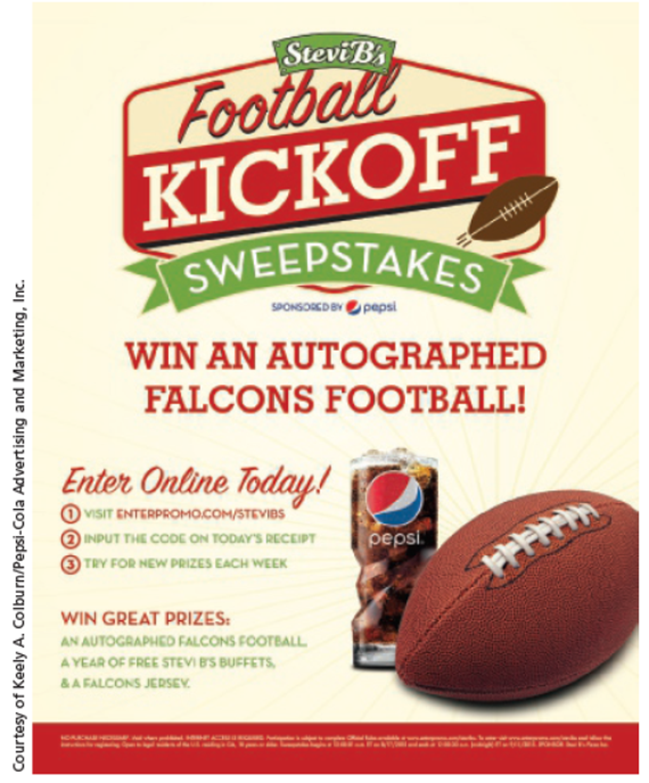 Stevi B's
Football
KICKOFF
SWEEPSTAKES
SPONSORED BY pepsi
WIN AN AUTOGRAPHED
FALCONS FOOTBALL!
Enter Online Today!
1 VISIT ENTERPROMO.COM/STEVIBS
2 INPUT THE CODE ON TODAY'S RECEIPT
3 TRY FOR NEW PRIZES EACH WEEK
pepsi
WIN GREAT PRIZES:
AN AUTOGRAPHED FALCONS FOOTBALL,
A YEAR OF FREE STEVI B'S BUFFETS,
& A FALCONS JERSEY.
NO PURCHASE NECESSARY.
Courtesy of Keely A. Colburn/Pepsi-Cola Advertising and Marketing, Inc.